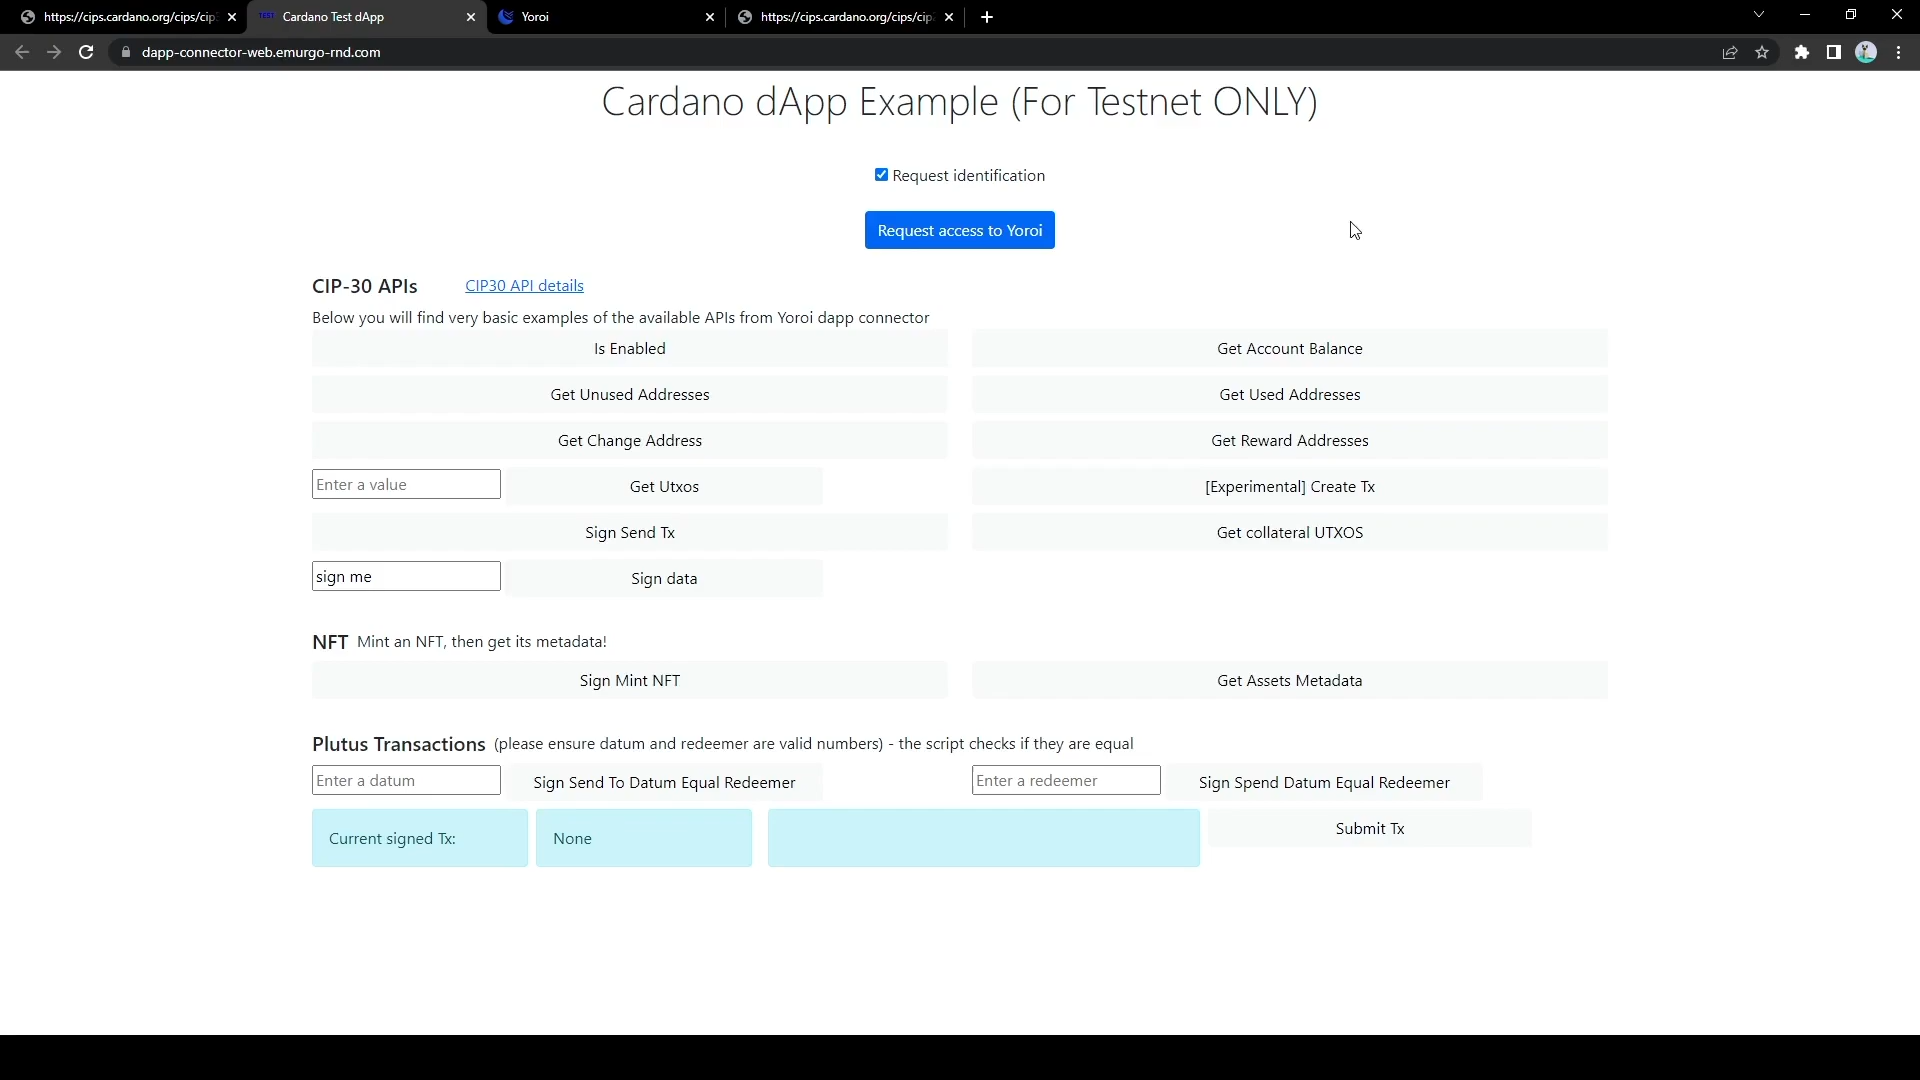 https://cips.cardano.org/cips/cip3
TEST Cardano Test dApp
Yoroi
https://cips.cardano.org/cips/cip
dapp-connector-web.emurgo-rnd.com
Cardano dApp Example (For Testnet ONLY)
Request identification
Request access to Yoroi
CIP-30 APIs CIP30 API details
Below you will find very basic examples of the available APIs from Yoroi dapp connector
Is Enabled Get Account Balance
Get Unused Addresses Get Used Addresses
Get Change Address Get Reward Addresses
Enter a value Get Utxos [Experimental] Create Tx
Sign Send Tx Get collateral UTXOS
sign me Sign data
NFT Mint an NFT, then get its metadata!
Sign Mint NFT Get Assets Metadata
Plutus Transactions (please ensure datum and redeemer are valid numbers) - the script checks if they are equal
Enter a datum Sign Send To Datum Equal Redeemer Enter a redeemer Sign Spend Datum Equal Redeemer
Current signed Tx: None Submit Tx